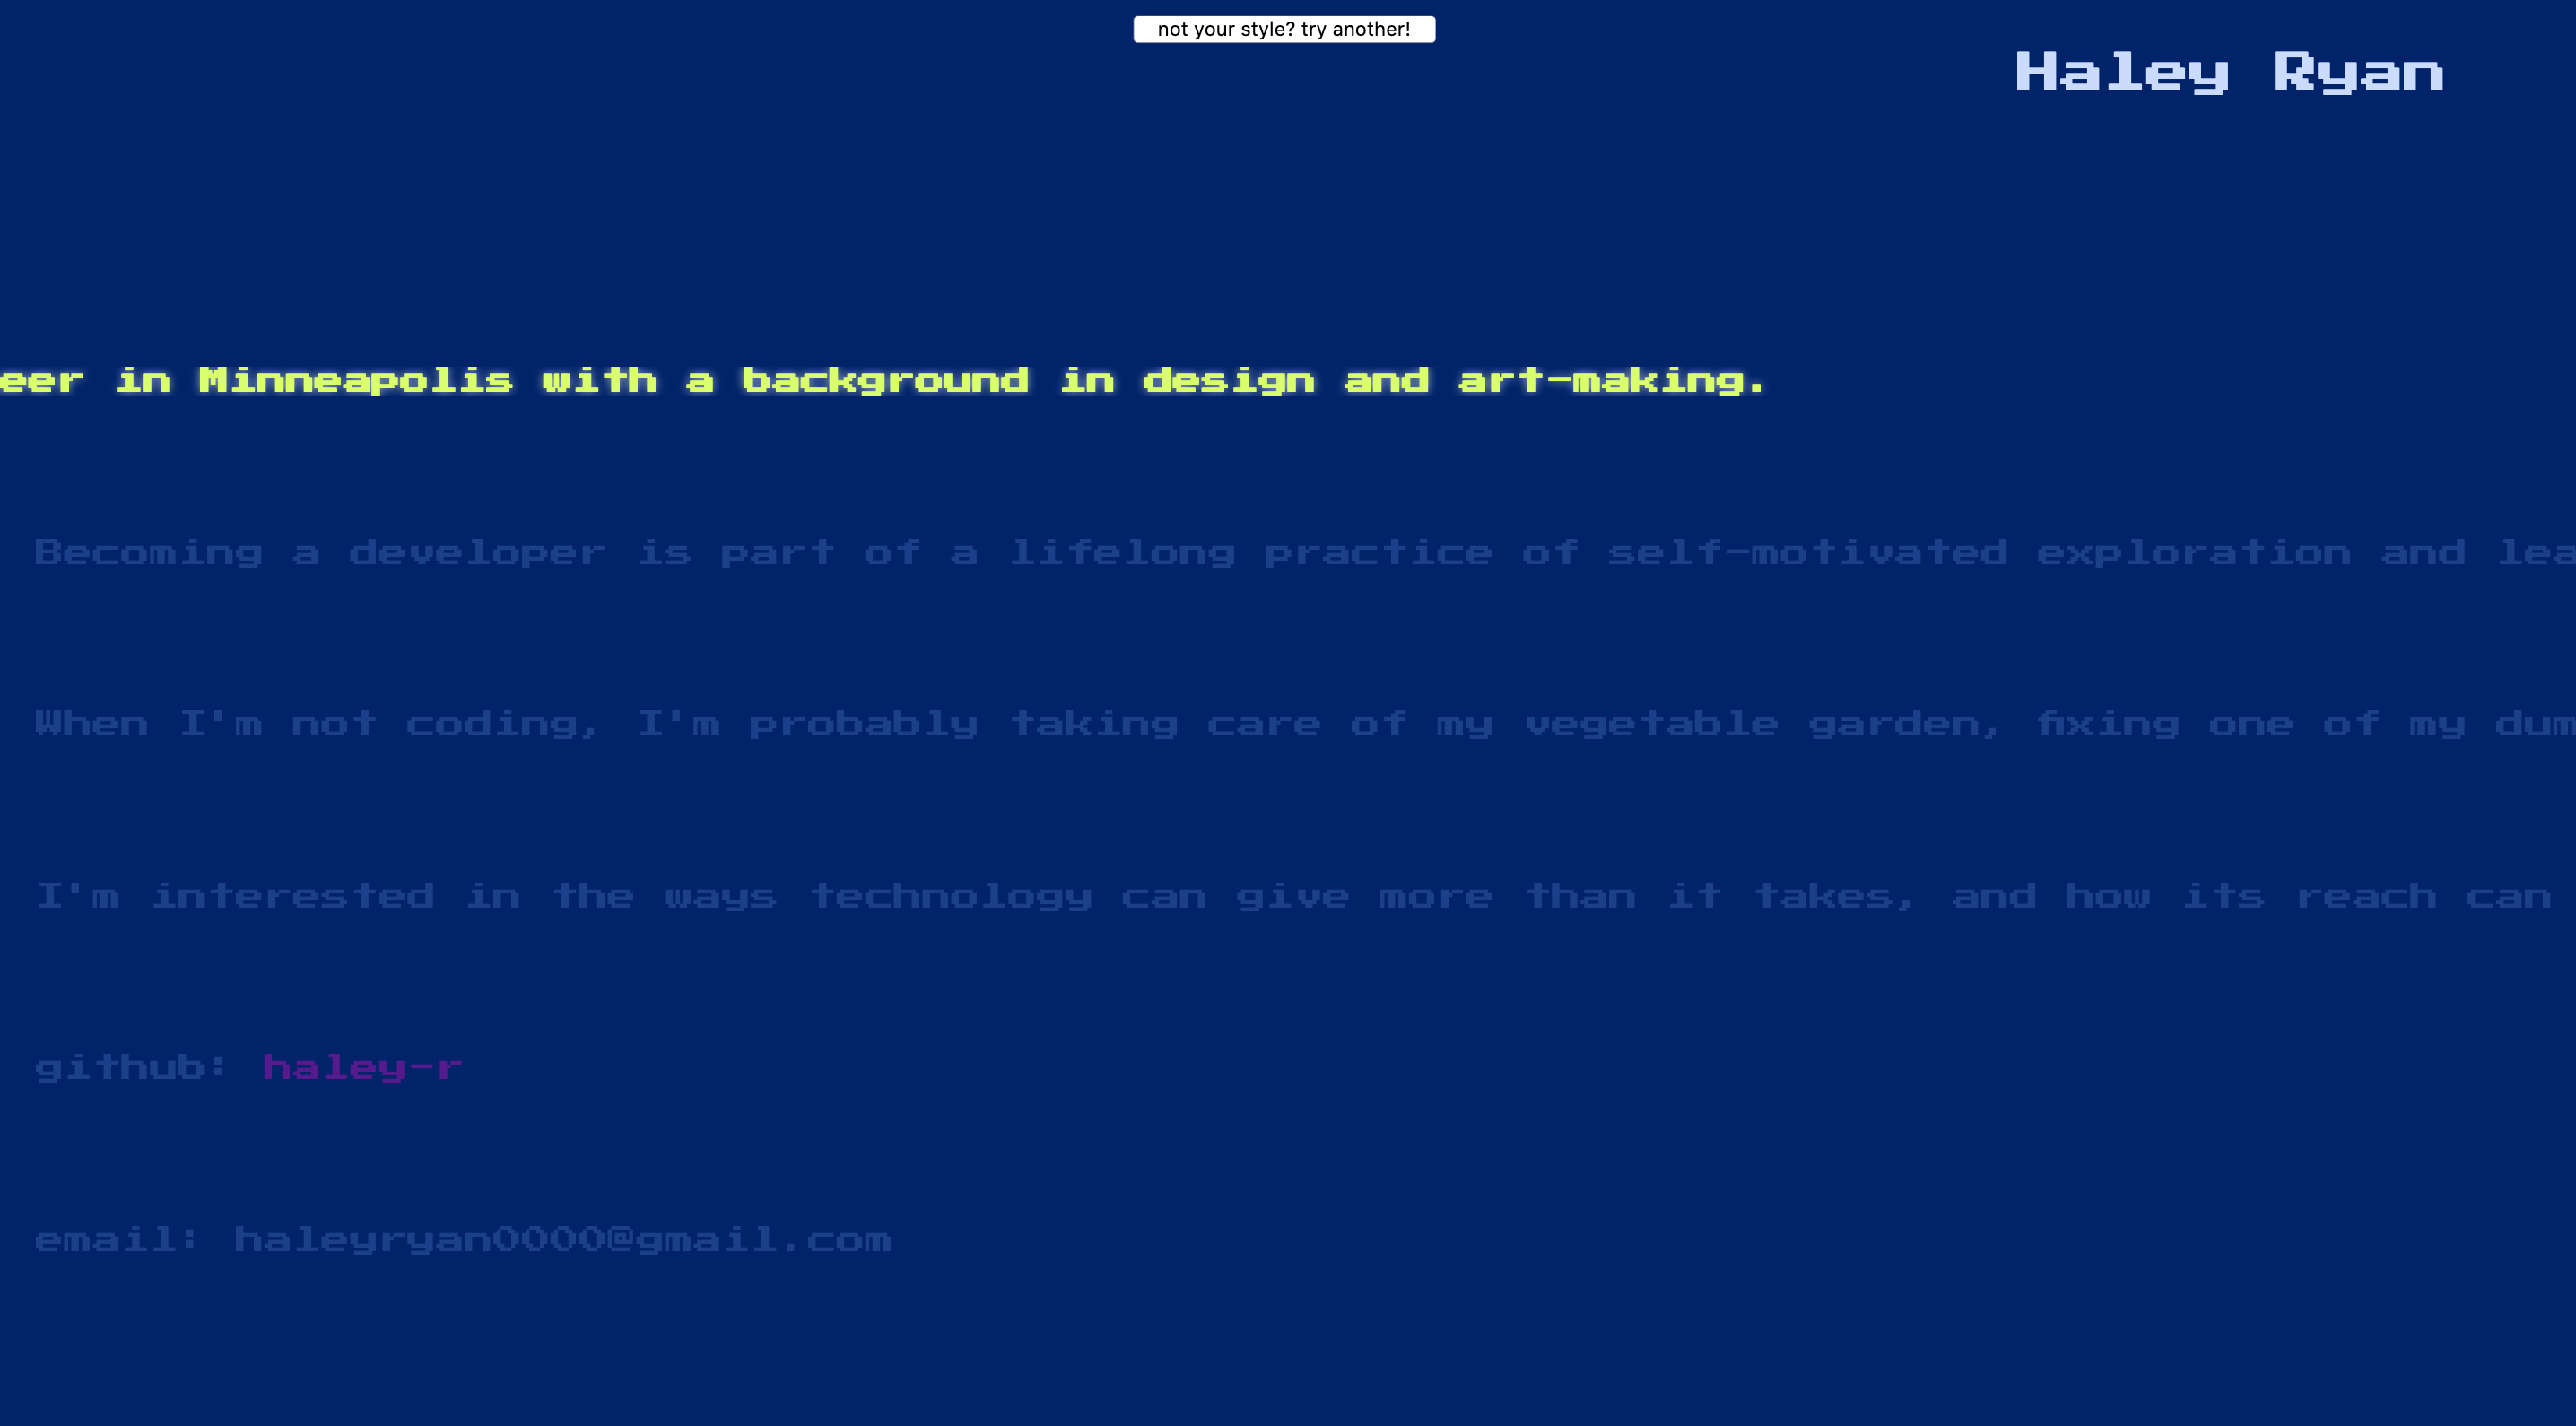 not your style? try another!
Haley Ryan
eer in Minneapolis with a background in design and art-making.
Becoming a developer is part of a lifelong practice of self-motivated exploration and lea
When I'm not coding, I'm probably taking care of my vegetable garden, fixing one of my dum
I'm interested in the ways technology can give more than it takes, and how its reach can
github: haley-r
email: haleyryan0000@gmail.com